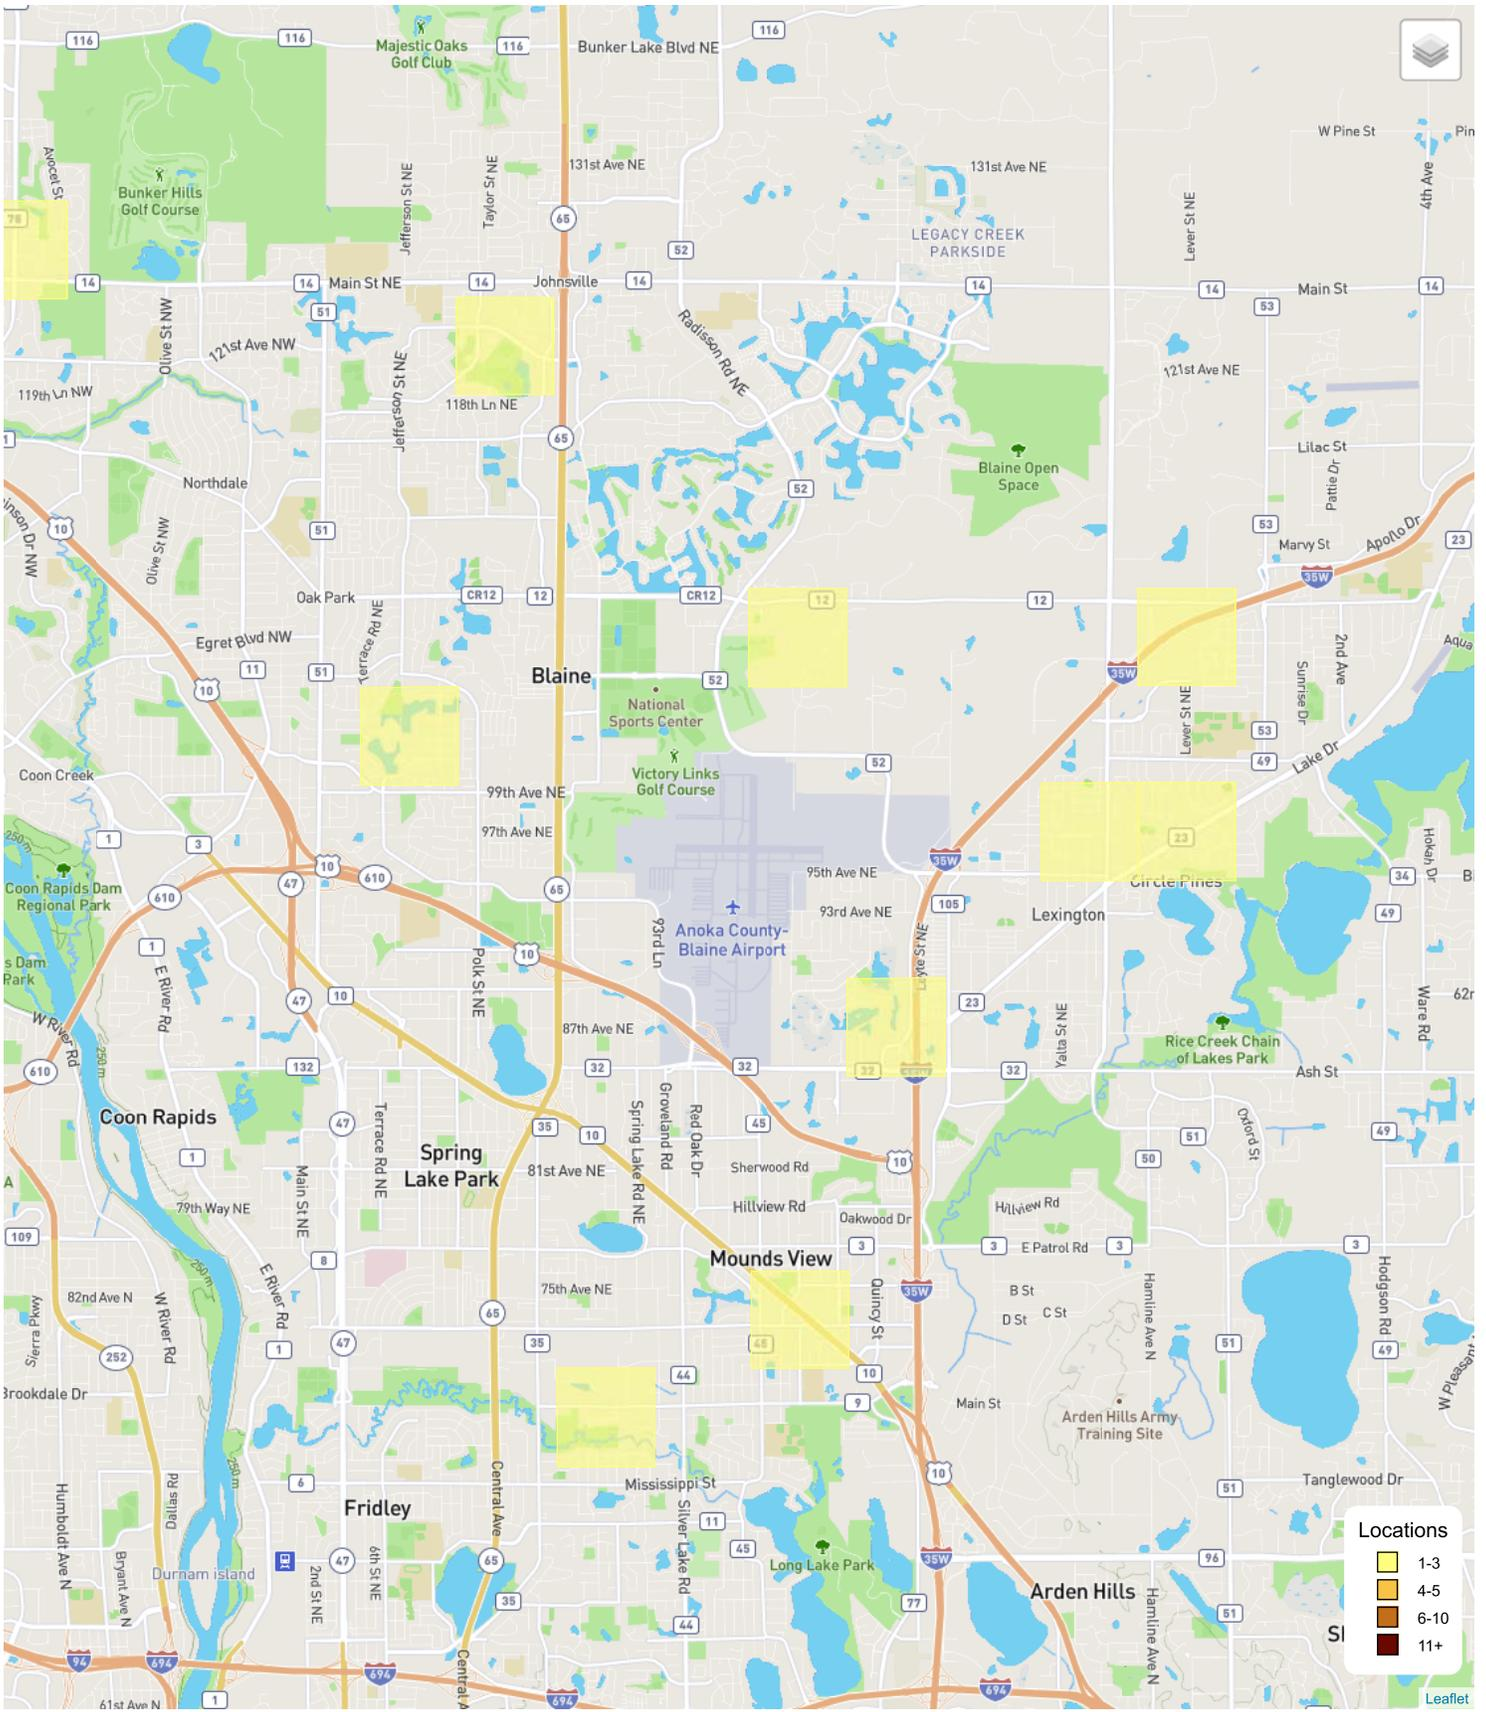 116
116
Majestic Oaks
Golf Club
116
Bunker Lake Blvd NE
116
W Pine St
Pin
131st Ave NE
131st Ave NE
Avocet St
Bunker Hills
Golf Course
Jefferson St NE
Taylor St NE
Lever St NE
4th Ave
78
65
52
LEGACY CREEK
PARKSIDE
14
14
Main St NE
14
Johnsville
14
14
14
Main St
14
51
53
Olive St NW
121st Ave NW
Radisson Rd NE
121st Ave NE
119th Ln NW
Jefferson St NE
118th Ln NE
1
65
Lilac St
Blaine Open
Space
Pattie Dr
Northdale
52
10
51
53
Marvy St
Apollo Dr
23
inson Dr NW
Olive St NW
35W
Oak Park
CR12
12
CR12
12
12
Terrace Rd NE
Egret Blvd NW
11
51
2nd Ave
Aqua
10
Blaine
52
35W
Sunrise Dr
National
Sports Center
Lever St NE
53
Coon Creek
Victory Links
Golf Course
52
49
Lake Dr
99th Ave NE
97th Ave NE
1
3
23
250 m
Hokah Dr
10
35W
Coon Rapids Dam
Regional Park
610
47
610
65
95th Ave NE
Circle Pines
34
Bi
105
93rd Ave NE
Lexington
49
s Dam
Park
1
93rd Ln
Anoka County-
Blaine Airport
10
E River Rd
Polk St NE
47
10
23
Ware Rd
62n
W River Rd
87th Ave NE
Yalta St NE
Rice Creek Chain
of Lakes Park
250 m
610
132
32
32
32
32
Ash St
Coon Rapids
47
Terrace Rd NE
35
10
Spring Lake Rd NE
Groveland Rd
Red Oak Dr
45
51
Oxford St
49
1
Spring
Lake Park
81st Ave NE
Sherwood Rd
10
50
A
Main St NE
79th Way NE
Hillview Rd
Hillview Rd
Oakwood Dr
109
8
3
3
E Patrol Rd
3
3
Mounds View
250 m
E River Rd
75th Ave NE
Quincy St
35W
B St
D St
C St
Hamline Ave N
Hodgson Rd
82nd Ave N
Sierra Pkwy
W River Rd
65
47
35
45
51
49
252
1
44
10
W Pleasant
Brookdale Dr
9
Main St
Arden Hills Army
Training Site
250 m
10
Humboldt Ave N
Dallas Rd
6
Central Ave
Mississippi St
Tanglewood Dr
51
Fridley
Silver Lake Rd
11
Locations
1-3
4-5
6-10
11+
Bryant Ave N
Durnam island
2nd St NE
47
6th St NE
65
45
Long Lake Park
35W
96
35
77
Arden Hills
Hamline Ave N
51
44
94
694
694
Central A
694
694
61st Ave N
1
Leaflet